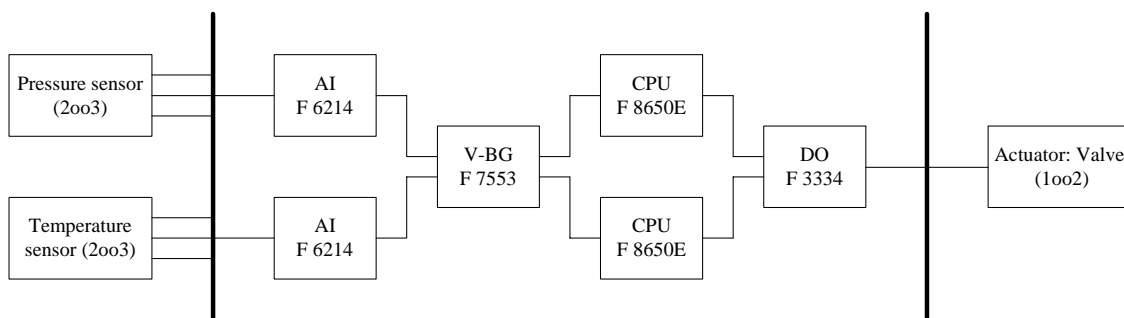 Pressure sensor
(2oo3)
AI
F 6214
CPU
F 8650E
V-BG
F 7553
DO
F 3334
Actuator: Valve
(1oo2)
Temperature
sensor (2oo3)
AI
F 6214
CPU
F 8650E